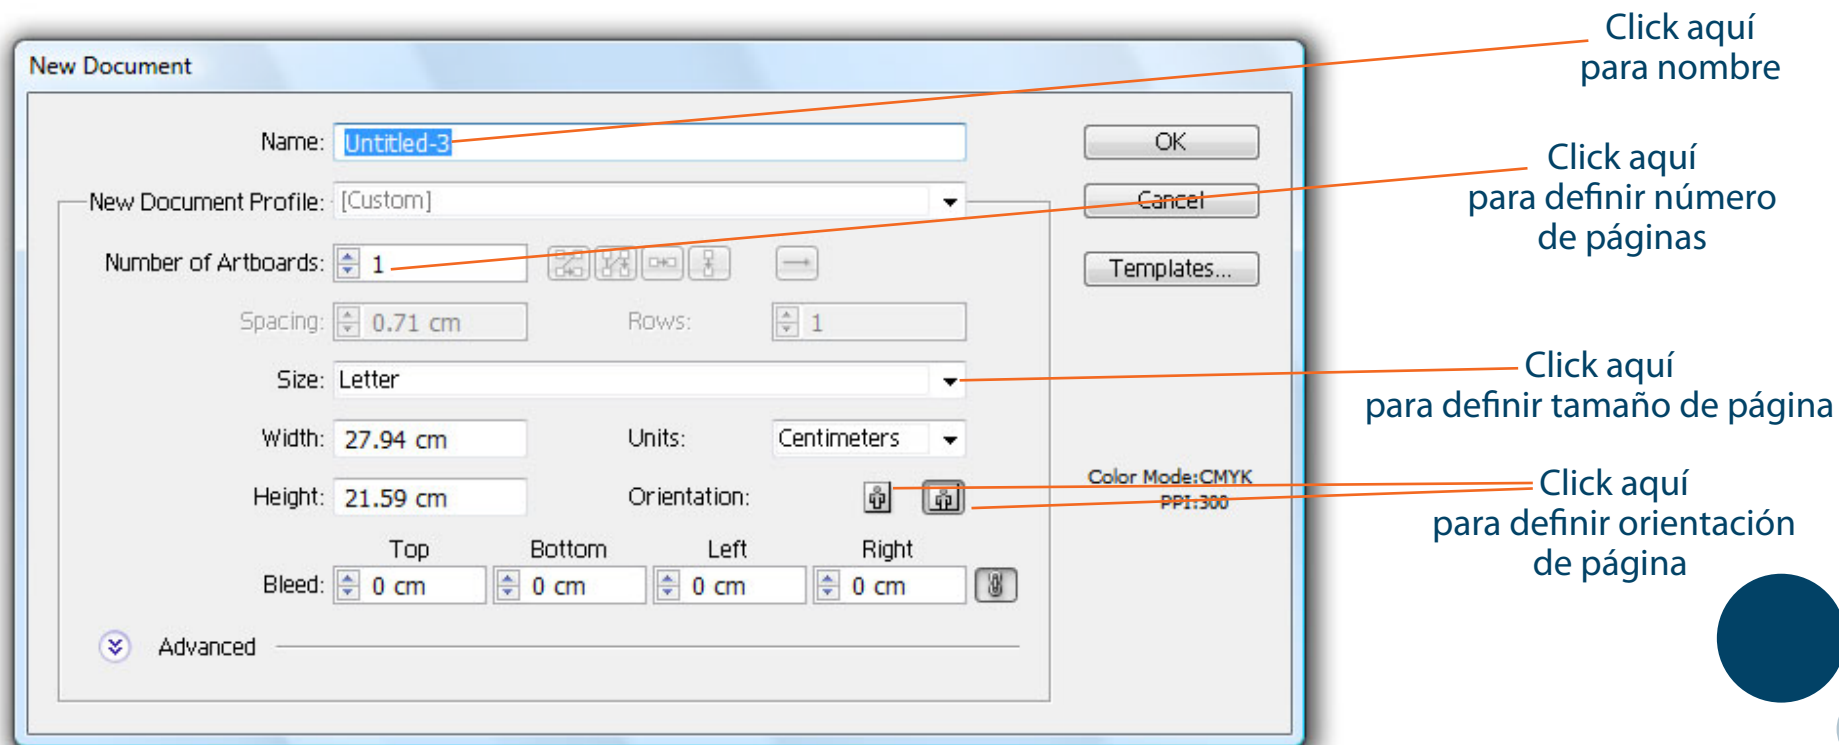 New Document
Name: Untitled-3
OK
New Document Profile: [Custom]
Cancel
Number of Artboards: 1
Templates...
Spacing: 0.71 cm Rows: 1
Size: Letter
Width: 27.94 cm Units: Centimeters
Height: 21.59 cm Orientation:
Color Mode:CMYK
PPI:300
Top Bottom Left Right
Bleed: 0 cm 0 cm 0 cm 0 cm
Advanced
Click aquí
para nombre
Click aquí
para definir número
de páginas
Click aquí
para definir tamaño de página
Click aquí
para definir orientación
de página